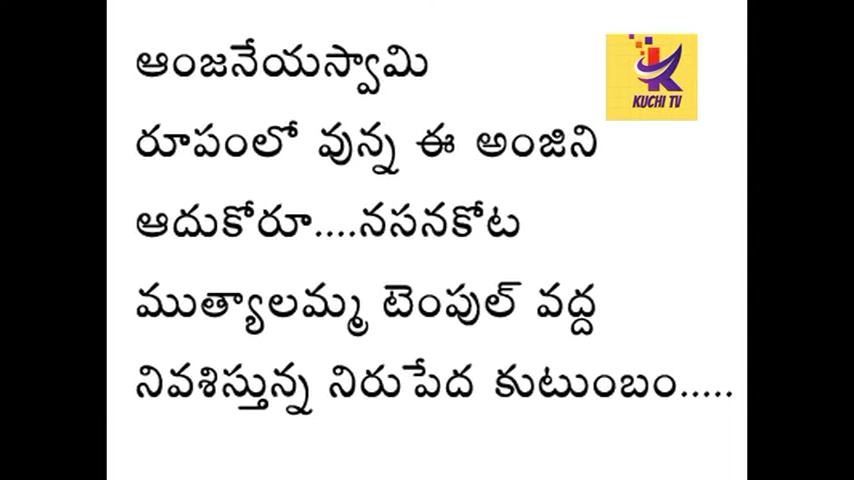 ఆంజనేయస్వామి
KUCHI TV
రూపంలో వున్న ఈ అంజిని
ఆదుకోరూ....నసనకోట
ముత్యాలమ్మ టెంపుల్ వద్ద
నివశిస్తున్న నిరుపేద కుటుంబం.....